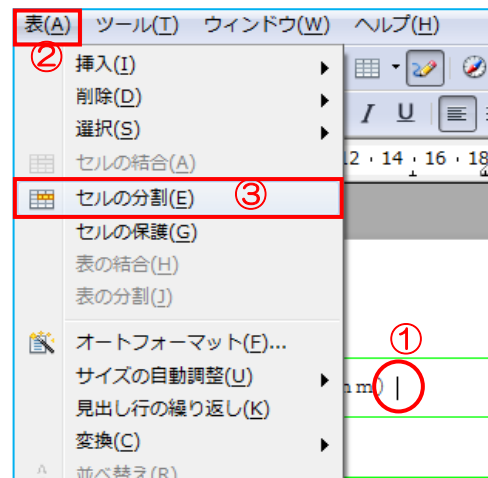 表(A) ツール(T) ウィンドウ(W) ヘルプ(H)
②
挿入(I)
削除(D)
選択(S)
I U
セルの結合(A)
12 14 16 18
セルの分割(E) ③
セルの保護(G)
表の結合(H)
表の分割(J)
オートフォーマット(F)...
①
サイズの自動調整(U)
m)
見出し行の繰り返し(K)
変換(C)
並べ替え(R)